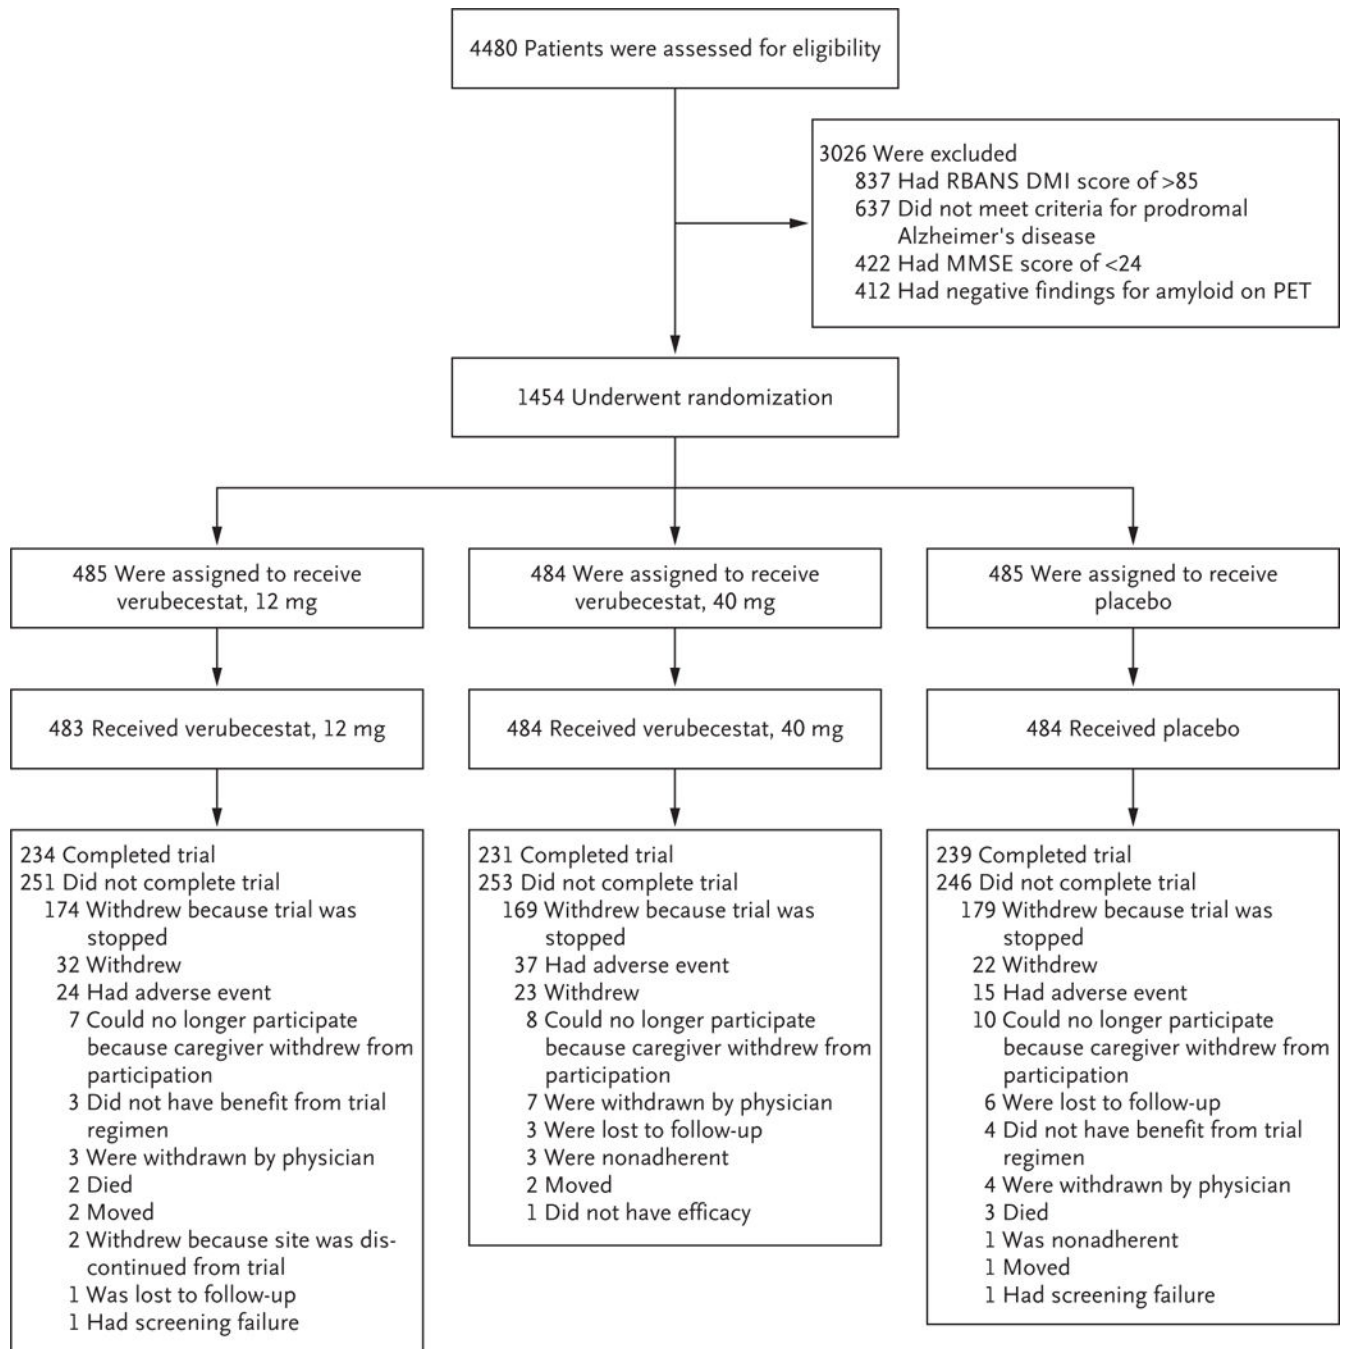 4480 Patients were assessed for eligibility
3026 Were excluded
837 Had RBANS DMI score of >85
637 Did not meet criteria for prodromal
Alzheimer's disease
422 Had MMSE score of <24
412 Had negative findings for amyloid on PET
1454 Underwent randomization
485 Were assigned to receive
verubecestat, 12 mg
484 Were assigned to receive
verubecestat, 40 mg
485 Were assigned to receive
placebo
483 Received verubecestat, 12 mg
484 Received verubecestat, 40 mg
484 Received placebo
234 Completed trial
251 Did not complete trial
174 Withdrew because trial was
stopped
32 Withdrew
24 Had adverse event
7 Could no longer participate
because caregiver withdrew from
participation
3 Did not have benefit from trial
regimen
3 Were withdrawn by physician
2 Died
2 Moved
2 Withdrew because site was dis-
continued from trial
1 Was lost to follow-up
1 Had screening failure
231 Completed trial
253 Did not complete trial
169 Withdrew because trial was
stopped
37 Had adverse event
23 Withdrew
8 Could no longer participate
because caregiver withdrew from
participation
7 Were withdrawn by physician
3 Were lost to follow-up
3 Were nonadherent
2 Moved
1 Did not have efficacy
239 Completed trial
246 Did not complete trial
179 Withdrew because trial was
stopped
22 Withdrew
15 Had adverse event
10 Could no longer participate
because caregiver withdrew from
participation
6 Were lost to follow-up
4 Did not have benefit from trial
regimen
4 Were withdrawn by physician
3 Died
1 Was nonadherent
1 Moved
1 Had screening failure